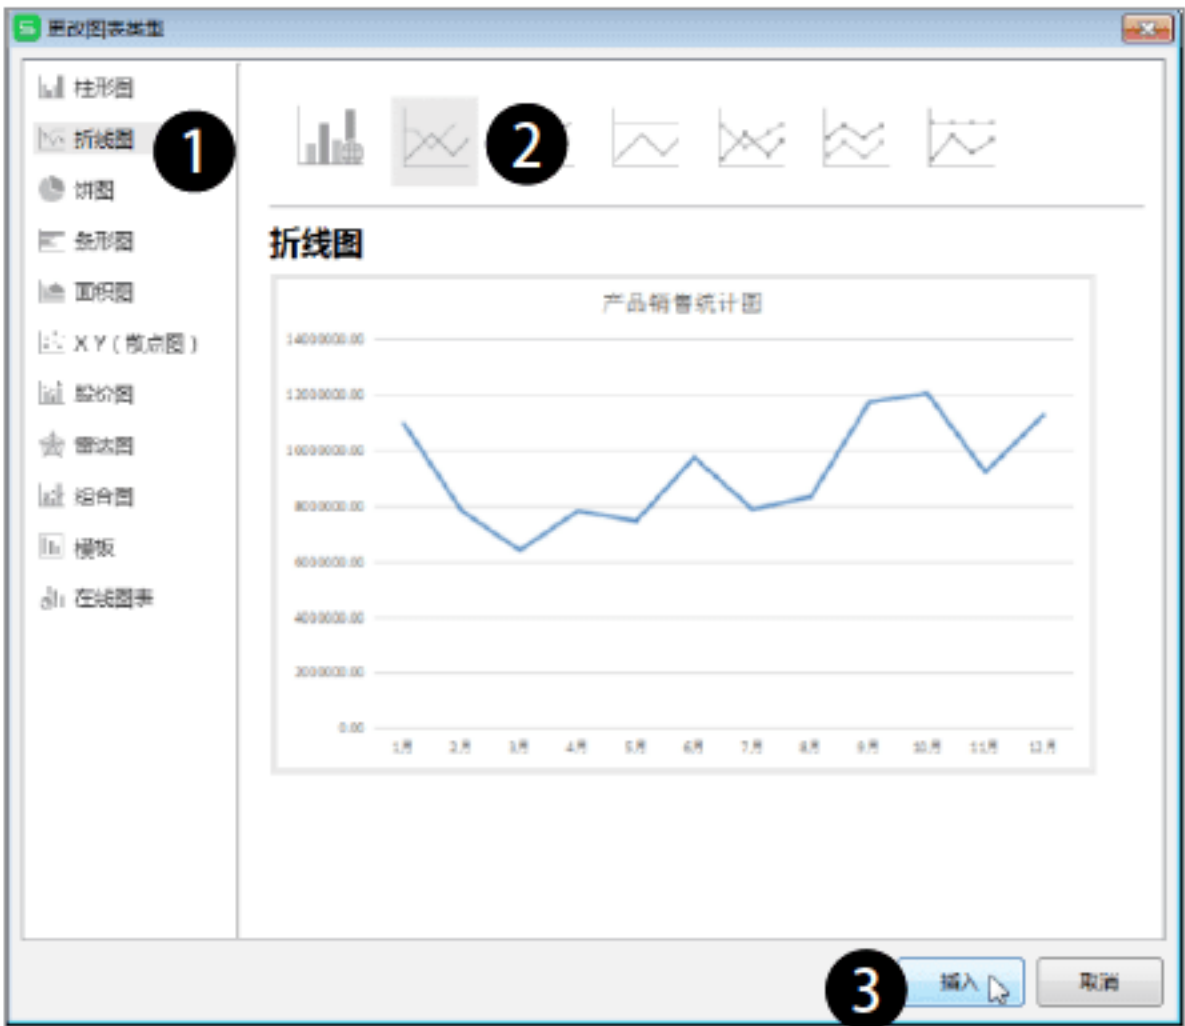 更改图表类型
柱形图
折线图
1
2
饼图
条形图
折线图
面积图
产品销售统计图
X Y ( 散点图 )
14000000.00
股价图
12000000.00
雷达图
10000000.00
组合图
8000000.00
模板
6000000.00
在线图表
4000000.00
2000000.00
0.00
1月 2月 3月 4月 5月 6月 7月 8月 9月 10月 11月 12月
3
插入
取消